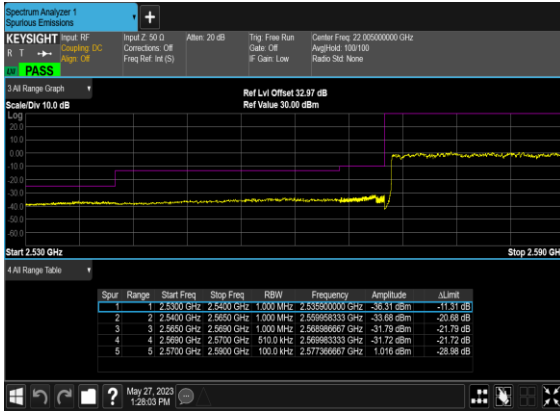 Spectrum Analyzer 1
Spurious Emissions
+
KEYSIGHT Input: RF Input Z: 50 Ω Atten: 20 dB Trig: Free Run Center Freq: 22.005000000 GHz
R T Coupling: DC Corrections: Off Gate: Off Avg|Hold: 100/100
Align: Off Freq Ref: Int (S) IF Gain: Low Radio Std: None
PASS
3 All Range Graph
Ref Lvl Offset 32.97 dB
Scale/Div 10.0 dB Ref Value 30.00 dBm
Log
20.0
10.0
0.00
-10.0
-20.0
-30.0
-40.0
-50.0
-60.0
Start 2.530 GHz Stop 2.590 GHz
4 All Range Table
Spur Range Start Freq Stop Freq RBW Frequency Amplitude ΔLimit
1 1 2.5300 GHz 2.5400 GHz 1.000 MHz 2.535900000 GHz -36.31 dBm -11.31 dB
2 2 2.5400 GHz 2.5650 GHz 1.000 MHz 2.559958333 GHz -33.68 dBm -20.68 dB
3 3 2.5650 GHz 2.5690 GHz 1.000 MHz 2.568986667 GHz -31.79 dBm -21.79 dB
4 4 2.5690 GHz 2.5700 GHz 510.0 kHz 2.569983333 GHz -31.72 dBm -21.72 dB
5 5 2.5700 GHz 2.5900 GHz 100.0 kHz 2.577366667 GHz 1.016 dBm -28.98 dB
? May 27, 2023
1:28:03 PM